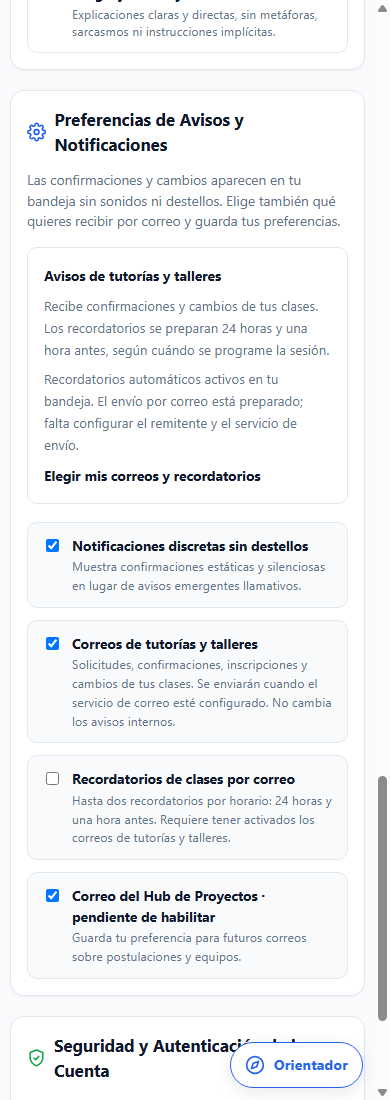 Explicaciones claras y directas, sin metáforas,
sarcasmos ni instrucciones implícitas.
Preferencias de Avisos y
Notificaciones
Las confirmaciones y cambios aparecen en tu
bandeja sin sonidos ni destellos. Elige también qué
quieres recibir por correo y guarda tus preferencias.
Avisos de tutorías y talleres
Recibe confirmaciones y cambios de tus clases.
Los recordatorios se preparan 24 horas y una
hora antes, según cuándo se programe la sesión.
Recordatorios automáticos activos en tu
bandeja. El envío por correo está preparado;
falta configurar el remitente y el servicio de
envío.
Elegir mis correos y recordatorios
Notificaciones discretas sin destellos
Muestra confirmaciones estáticas y silenciosas
en lugar de avisos emergentes llamativos.
Correos de tutorías y talleres
Solicitudes, confirmaciones, inscripciones y
cambios de tus clases. Se enviarán cuando el
servicio de correo esté configurado. No cambia
los avisos internos.
Recordatorios de clases por correo
Hasta dos recordatorios por horario: 24 horas y
una hora antes. Requiere tener activados los
correos de tutorías y talleres.
Correo del Hub de Proyectos ·
pendiente de habilitar
Guarda tu preferencia para futuros correos
sobre postulaciones y equipos.
Seguridad y Autenticación
Cuenta
Orientador